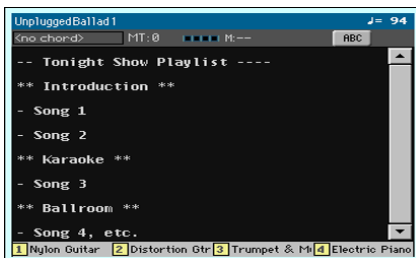 UnpluggedBallad1 ♩= 94
<no chord> MT:0 M:-- ABC
-- Tonight Show Playlist ----
** Introduction **
- Song 1
- Song 2
** Karaoke **
- Song 3
** Ballroom **
- Song 4, etc.
1 Nylon Guitar 2 Distortion Gtr 3 Trumpet & M 4 Electric Piano